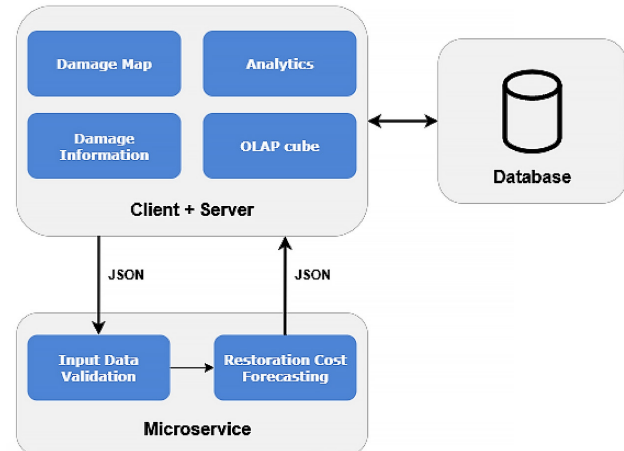 Damage Map
Analytics
Damage
Information
OLAP cube
Client + Server
Database
JSON
JSON
Input Data
Validation
Restoration Cost
Forecasting
Microservice